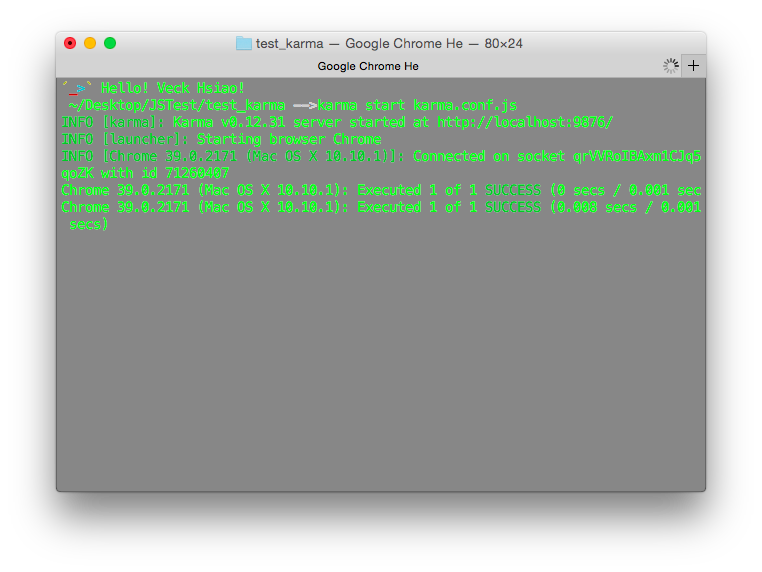 test_karma — Google Chrome He — 80×24
Google Chrome He
´_>` Hello! Veck Hsiao!
~/Desktop/JSTest/test_karma -->karma start karma.conf.js
INFO [karma]: Karma v0.12.31 server started at http://localhost:9876/
INFO [launcher]: Starting browser Chrome
INFO [Chrome 39.0.2171 (Mac OS X 10.10.1)]: Connected on socket
with id 71260407
Chrome 39.0.2171 (Mac OS X 10.10.1): Executed 1 of 1 SUCCESS (0 secs / 0.001 sec
Chrome 39.0.2171 (Mac OS X 10.10.1): Executed 1 of 1 SUCCESS (0.008 secs / 0.001
secs)